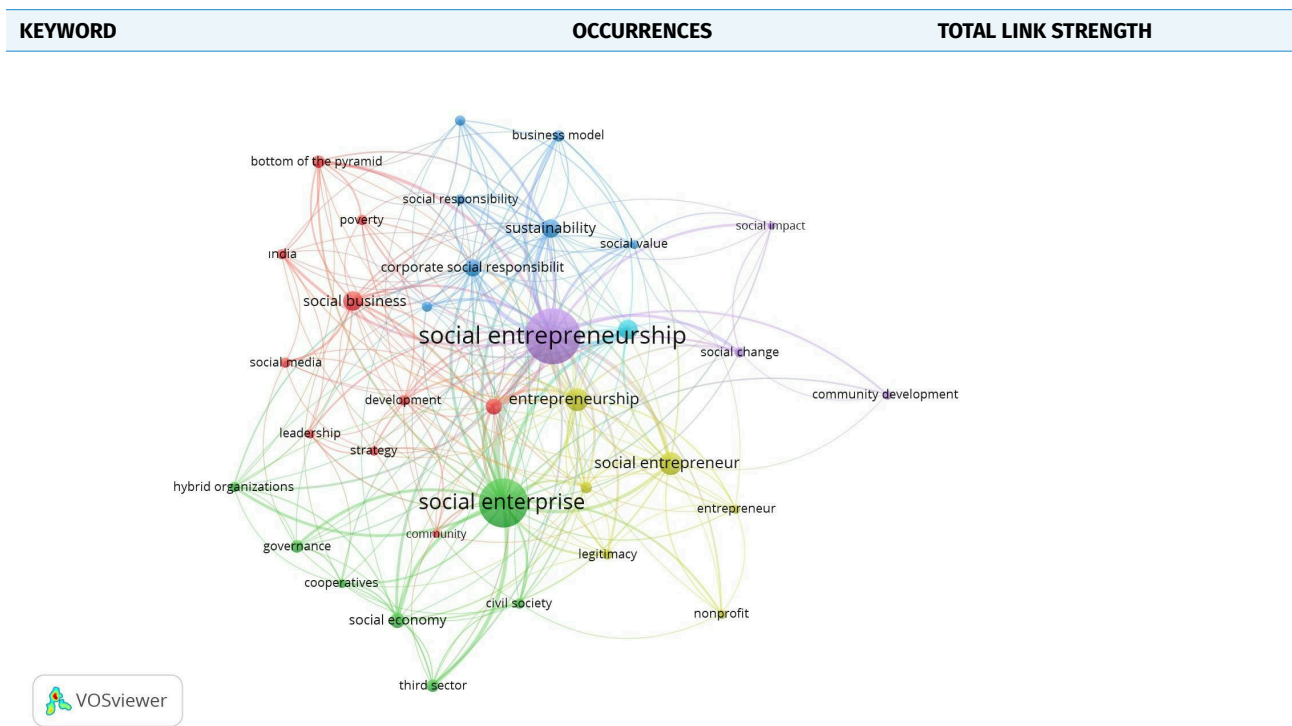 KEYWORD OCCURRENCES TOTAL LINK STRENGTH
business model
bottom of the pyramid
social responsibility
poverty
sustainability
social impact
social value
india
corporate social responsibilit
social business
social entrepreneurship
social change
social media
community development
development
entrepreneurship
leadership
strategy
social entrepreneur
hybrid organizations
social enterprise
entrepreneur
community
governance
legitimacy
cooperatives
civil society
nonprofit
social economy
third sector
VOSviewer